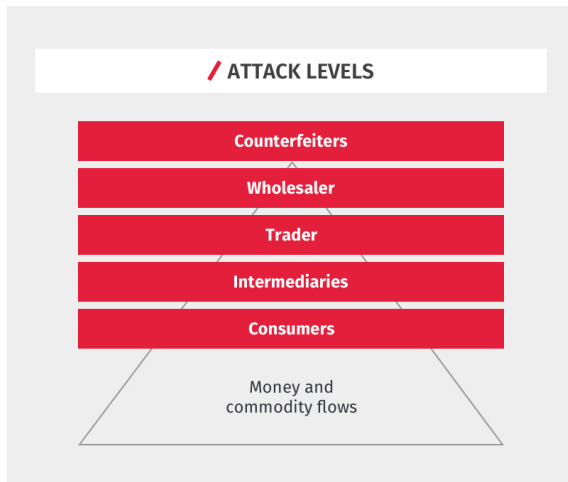 ATTACK LEVELS
Counterfeiters
Wholesaler
Trader
Intermediaries
Consumers
Money and
commodity flows